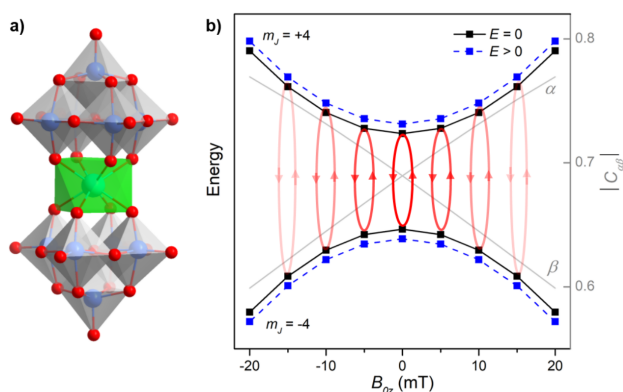 a)
b)
m_J = +4
E = 0
E > 0
0.8
α
Energy
0.7
|C_αβ|
β
0.6
m_J = -4
-20 -10 0 10 20
B_0z (mT)